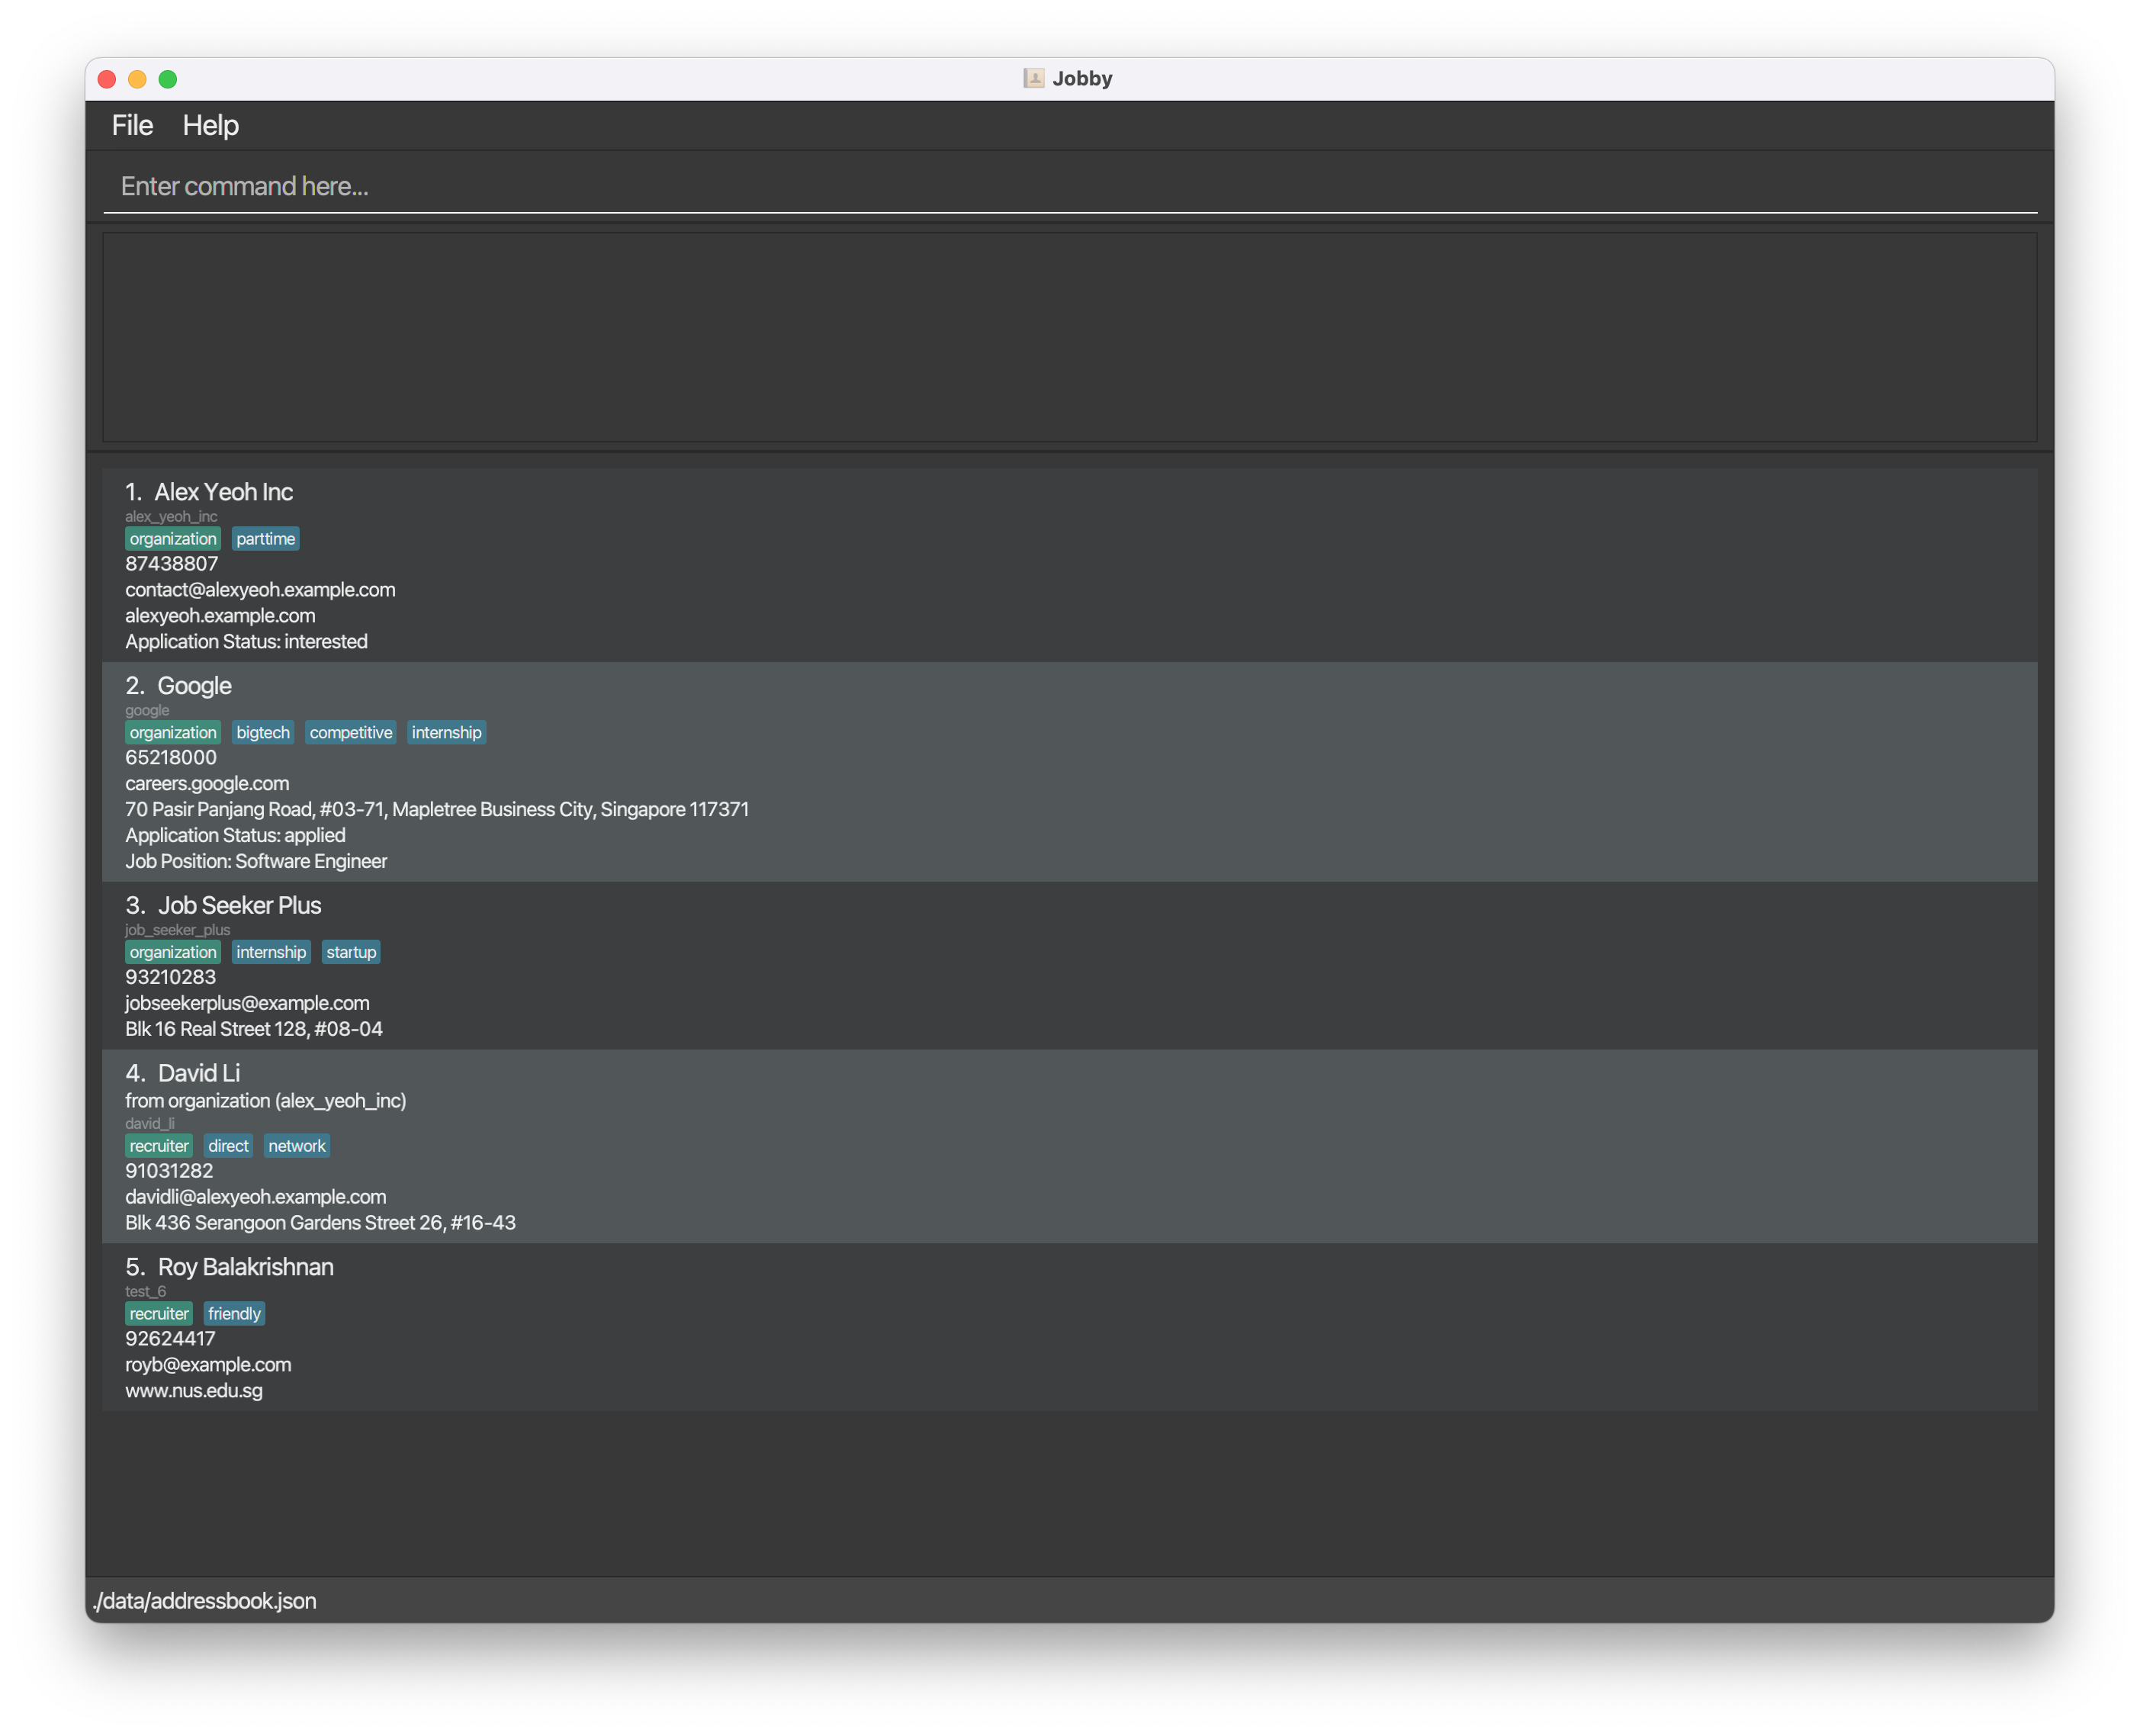 Jobby
File Help
Enter command here...
1. Alex Yeoh Inc
alex_yeoh_inc
organization parttime
87438807
contact@alexyeoh.example.com
alexyeoh.example.com
Application Status: interested
2. Google
google
organization bigtech competitive internship
65218000
careers.google.com
70 Pasir Panjang Road, #03-71, Mapletree Business City, Singapore 117371
Application Status: applied
Job Position: Software Engineer
3. Job Seeker Plus
job_seeker_plus
organization internship startup
93210283
jobseekerplus@example.com
Blk 16 Real Street 128, #08-04
4. David Li
from organization (alex_yeoh_inc)
david_li
recruiter direct network
91031282
davidli@alexyeoh.example.com
Blk 436 Serangoon Gardens Street 26, #16-43
5. Roy Balakrishnan
test_6
recruiter friendly
92624417
royb@example.com
www.nus.edu.sg
./data/addressbook.json